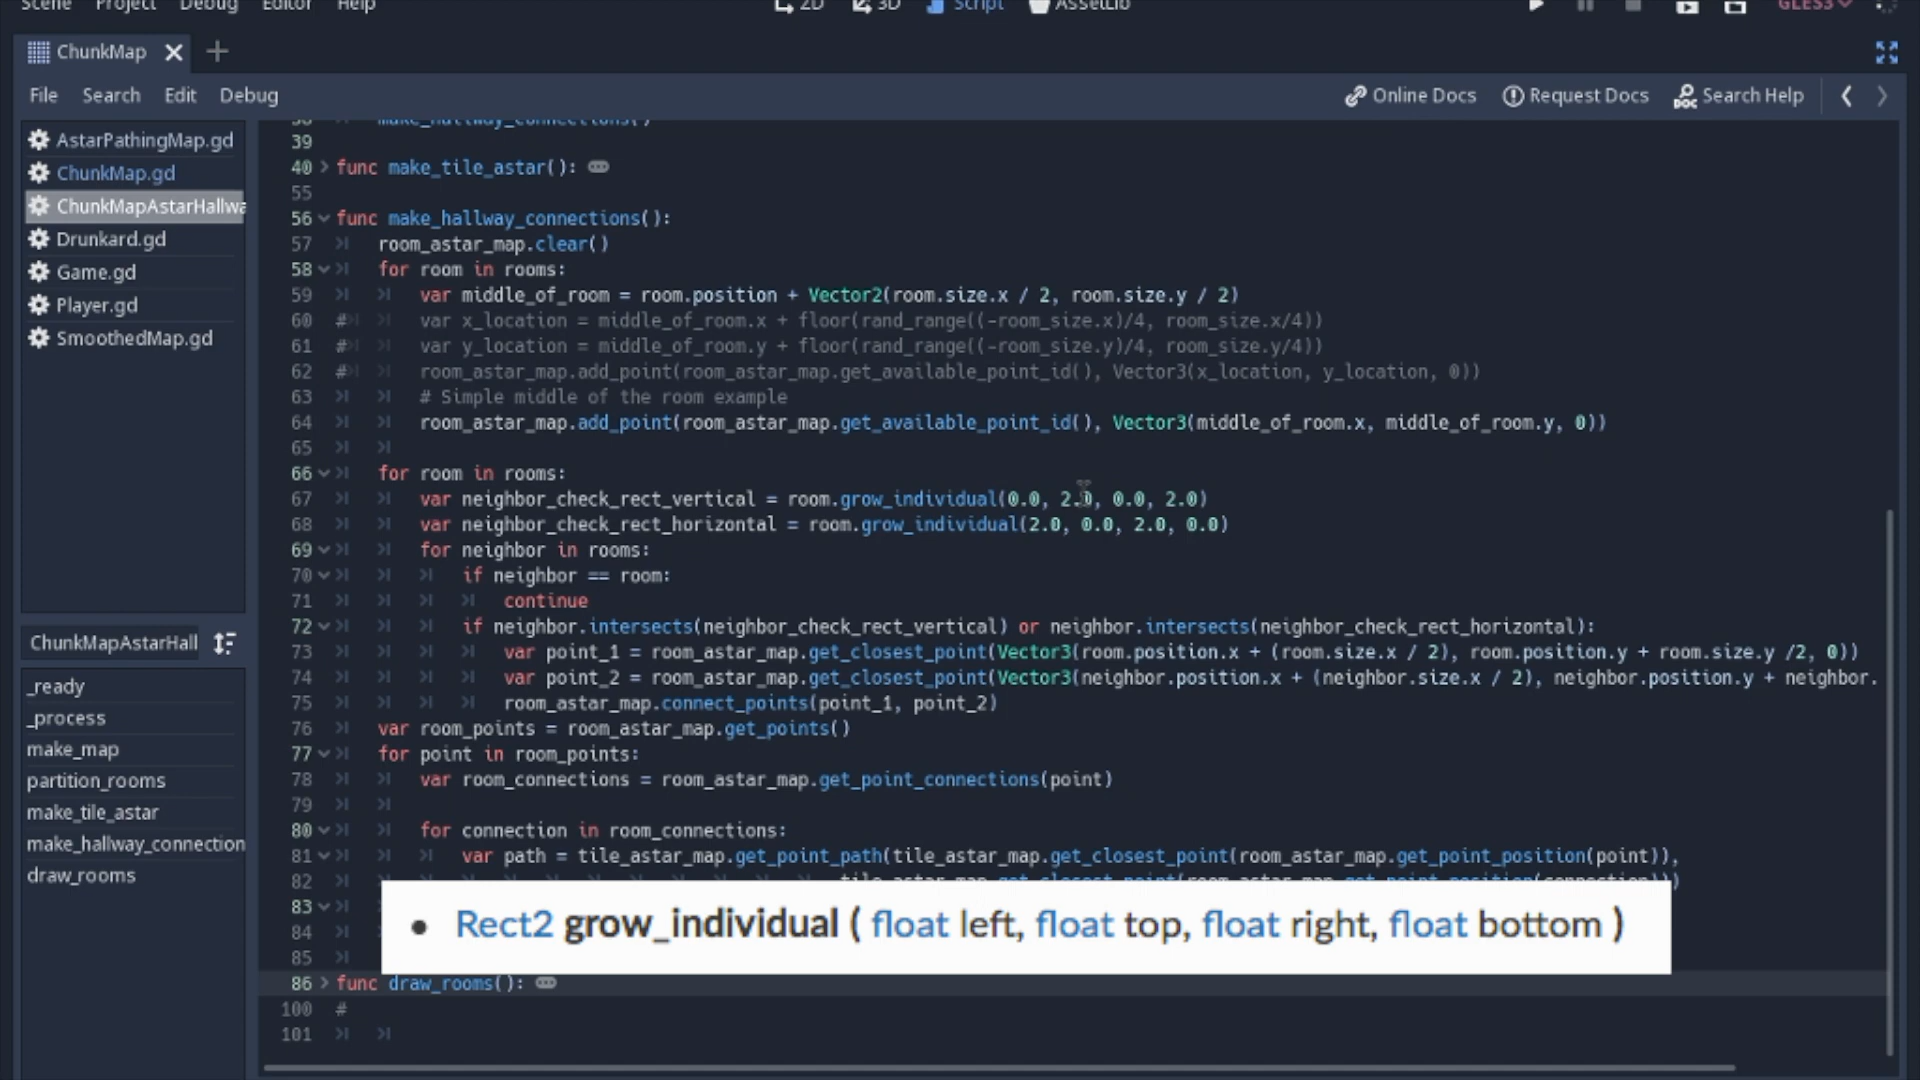 Scene Project Debug Editor Help 2D 3D Script AssetLib GLES3
ChunkMap
File Search Edit Debug Online Docs Request Docs Search Help
AstarPathingMap.gd
ChunkMap.gd
ChunkMapAstarHallwa
Drunkard.gd
Game.gd
Player.gd
SmoothedMap.gd
ChunkMapAstarHall
_ready
_process
make_map
partition_rooms
make_tile_astar
make_hallway_connection
draw_rooms
38 make_hallway_connections()
39
40 func make_tile_astar():
55
56 func make_hallway_connections():
57 room_astar_map.clear()
58 for room in rooms:
59 var middle_of_room = room.position + Vector2(room.size.x / 2, room.size.y / 2)
60 # var x_location = middle_of_room.x + floor(rand_range((-room_size.x)/4, room_size.x/4))
61 # var y_location = middle_of_room.y + floor(rand_range((-room_size.y)/4, room_size.y/4))
62 # room_astar_map.add_point(room_astar_map.get_available_point_id(), Vector3(x_location, y_location, 0))
63 # Simple middle of the room example
64 room_astar_map.add_point(room_astar_map.get_available_point_id(), Vector3(middle_of_room.x, middle_of_room.y, 0))
65
66 for room in rooms:
67 var neighbor_check_rect_vertical = room.grow_individual(0.0, 2.0, 0.0, 2.0)
68 var neighbor_check_rect_horizontal = room.grow_individual(2.0, 0.0, 2.0, 0.0)
69 for neighbor in rooms:
70 if neighbor == room:
71 continue
72 if neighbor.intersects(neighbor_check_rect_vertical) or neighbor.intersects(neighbor_check_rect_horizontal):
73 var point_1 = room_astar_map.get_closest_point(Vector3(room.position.x + (room.size.x / 2), room.position.y + room.size.y /2, 0))
74 var point_2 = room_astar_map.get_closest_point(Vector3(neighbor.position.x + (neighbor.size.x / 2), neighbor.position.y + neighbor.
75 room_astar_map.connect_points(point_1, point_2)
76 var room_points = room_astar_map.get_points()
77 for point in room_points:
78 var room_connections = room_astar_map.get_point_connections(point)
79
80 for connection in room_connections:
81 var path = tile_astar_map.get_point_path(tile_astar_map.get_closest_point(room_astar_map.get_point_position(point)),
82 tile_astar_map.get_closest_point(room_astar_map.get_point_position(connection)))
83
84
85
• Rect2 grow_individual ( float left, float top, float right, float bottom )
86 func draw_rooms():
100 #
101